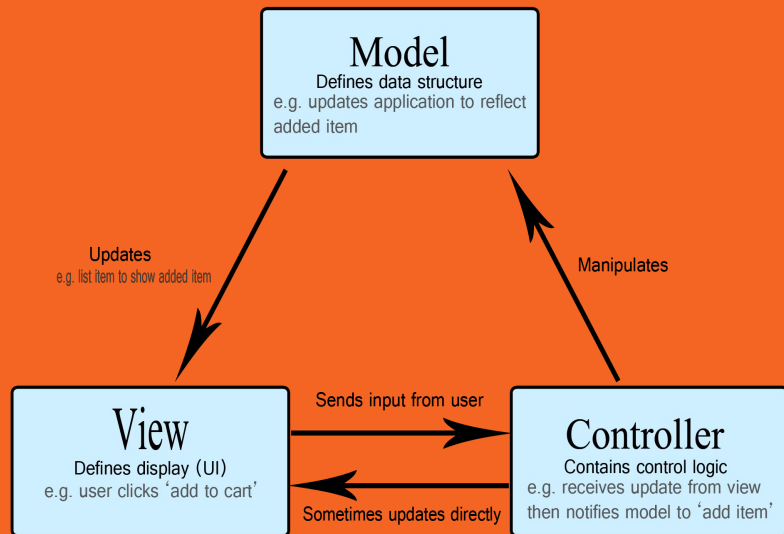 Model
Defines data structure
e.g. updates application to reflect
added item
Updates
e.g. list item to show added item
Manipulates
View
Defines display (UI)
e.g. user clicks ‘add to cart’
Sends input from user
Sometimes updates directly
Controller
Contains control logic
e.g. receives update from view
then notifies model to ‘add item’